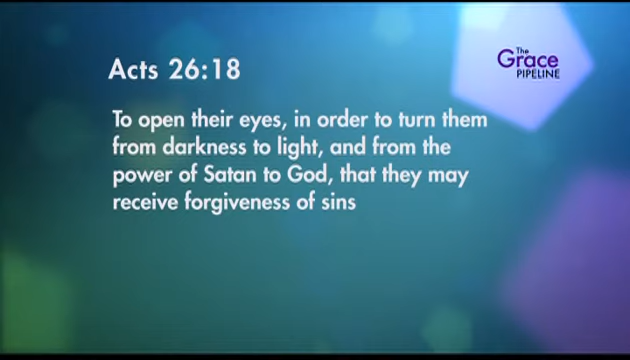 Acts 26:18
The
Grace
PIPELINE
To open their eyes, in order to turn them
from darkness to light, and from the
power of Satan to God, that they may
receive forgiveness of sins